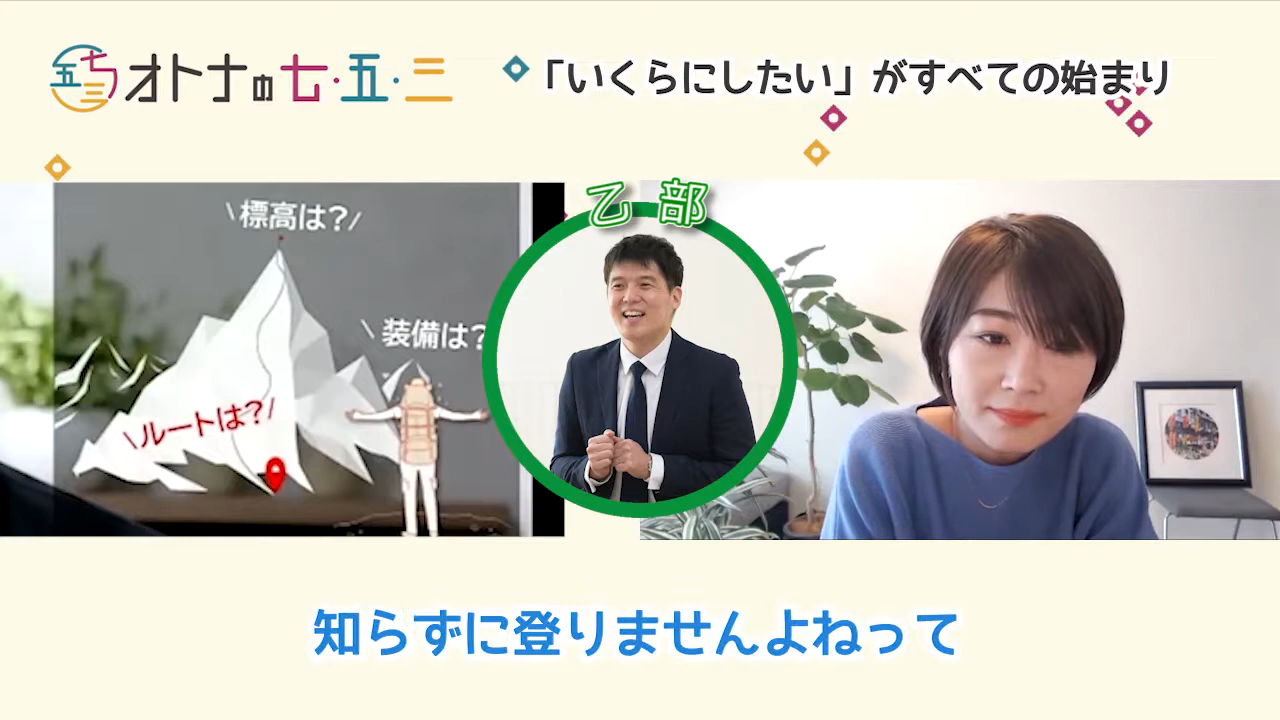 オトナの七・五・三
「いくらにしたい」がすべての始まり
乙部
標高は?
装備は?
ルートは?
知らずに登りませんよねって